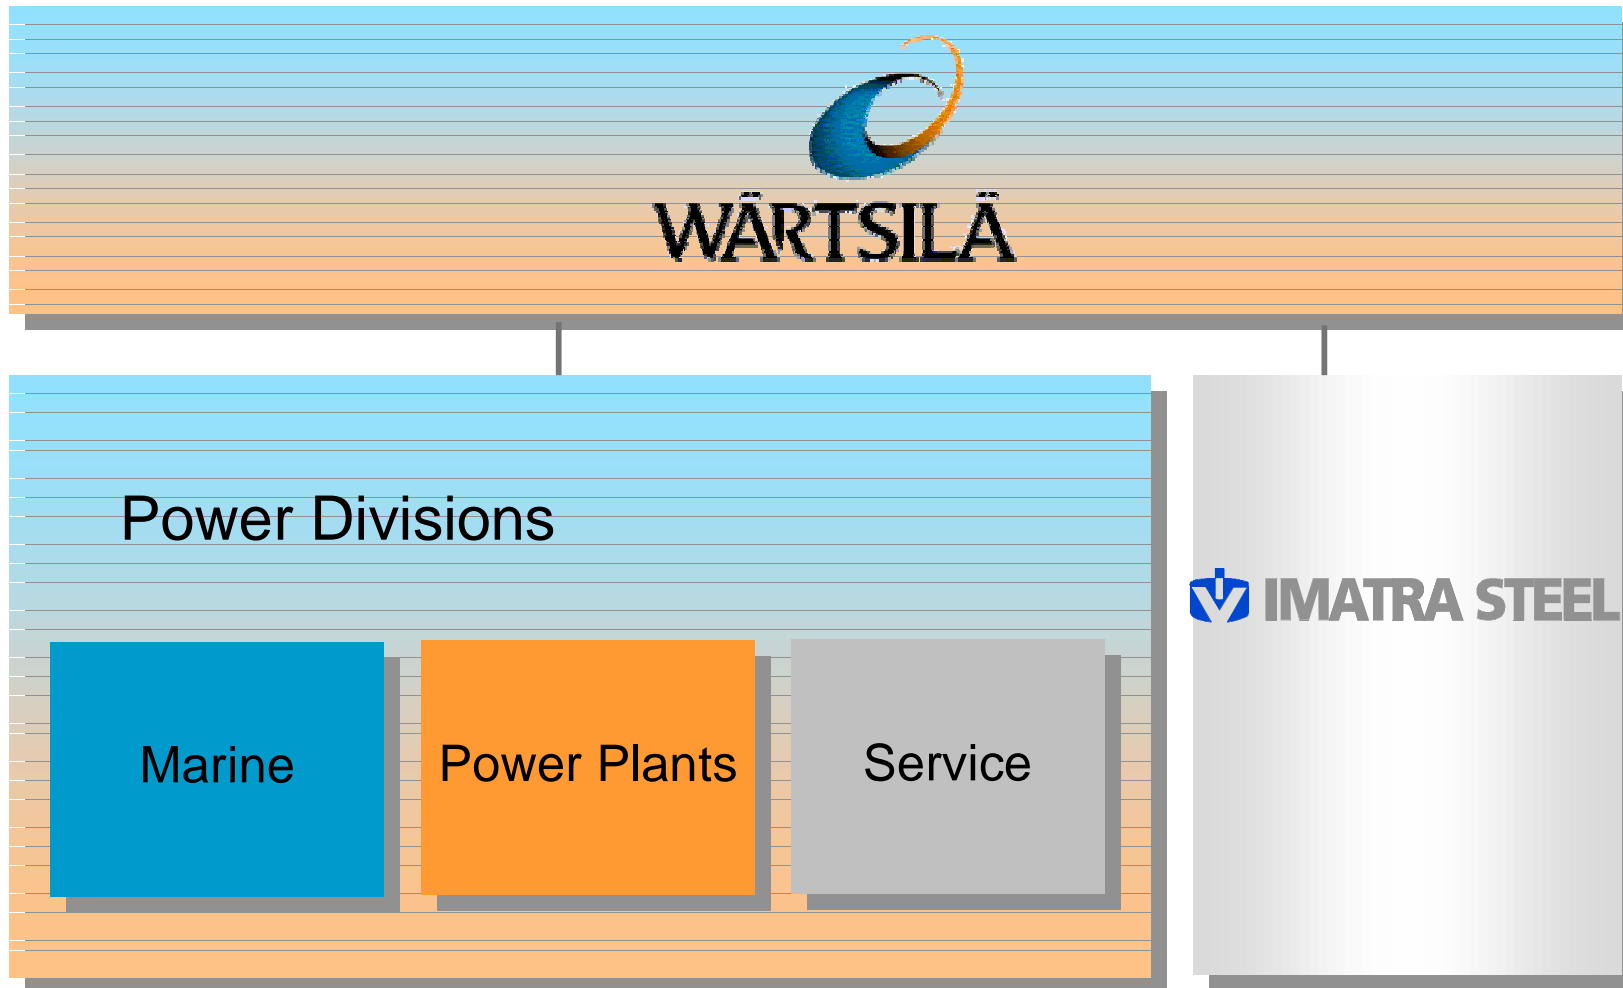 WÄRTSILÄ
Power Divisions
IMATRA STEEL
Marine
Power Plants
Service